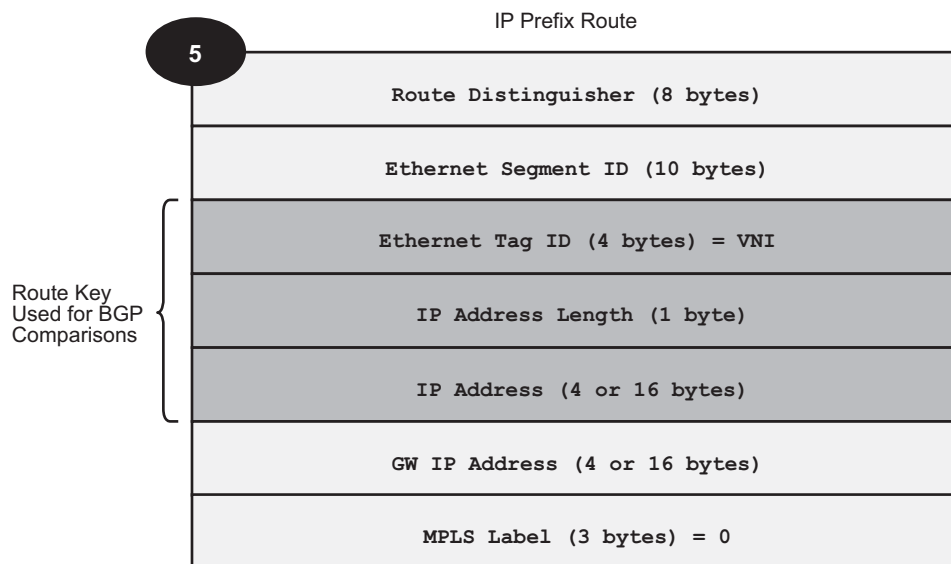 IP Prefix Route
5
Route Distinguisher (8 bytes)
Ethernet Segment ID (10 bytes)
Ethernet Tag ID (4 bytes) = VNI
IP Address Length (1 byte)
IP Address (4 or 16 bytes)
GW IP Address (4 or 16 bytes)
MPLS Label (3 bytes) = 0
Route Key
Used for BGP
Comparisons